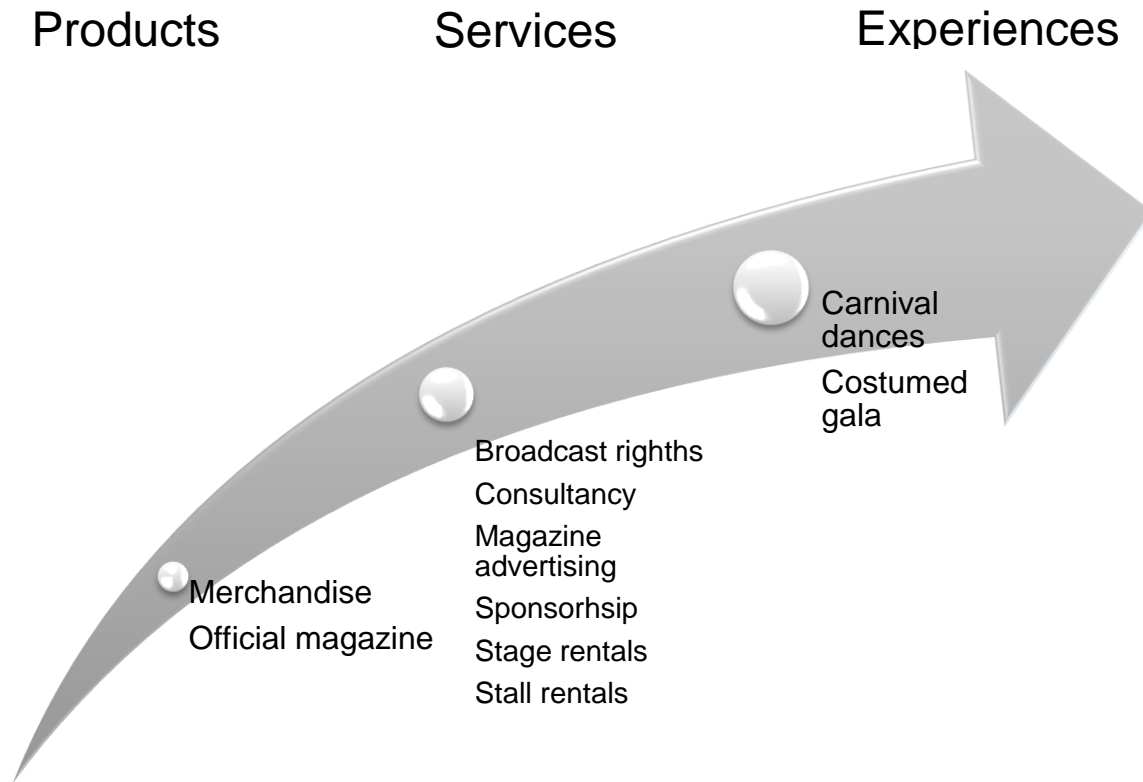 Products
Services
Experiences
Merchandise
Official magazine
Broadcast righths
Consultancy
Magazine
advertising
Sponsorhsip
Stage rentals
Stall rentals
Carnival
dances
Costumed
gala